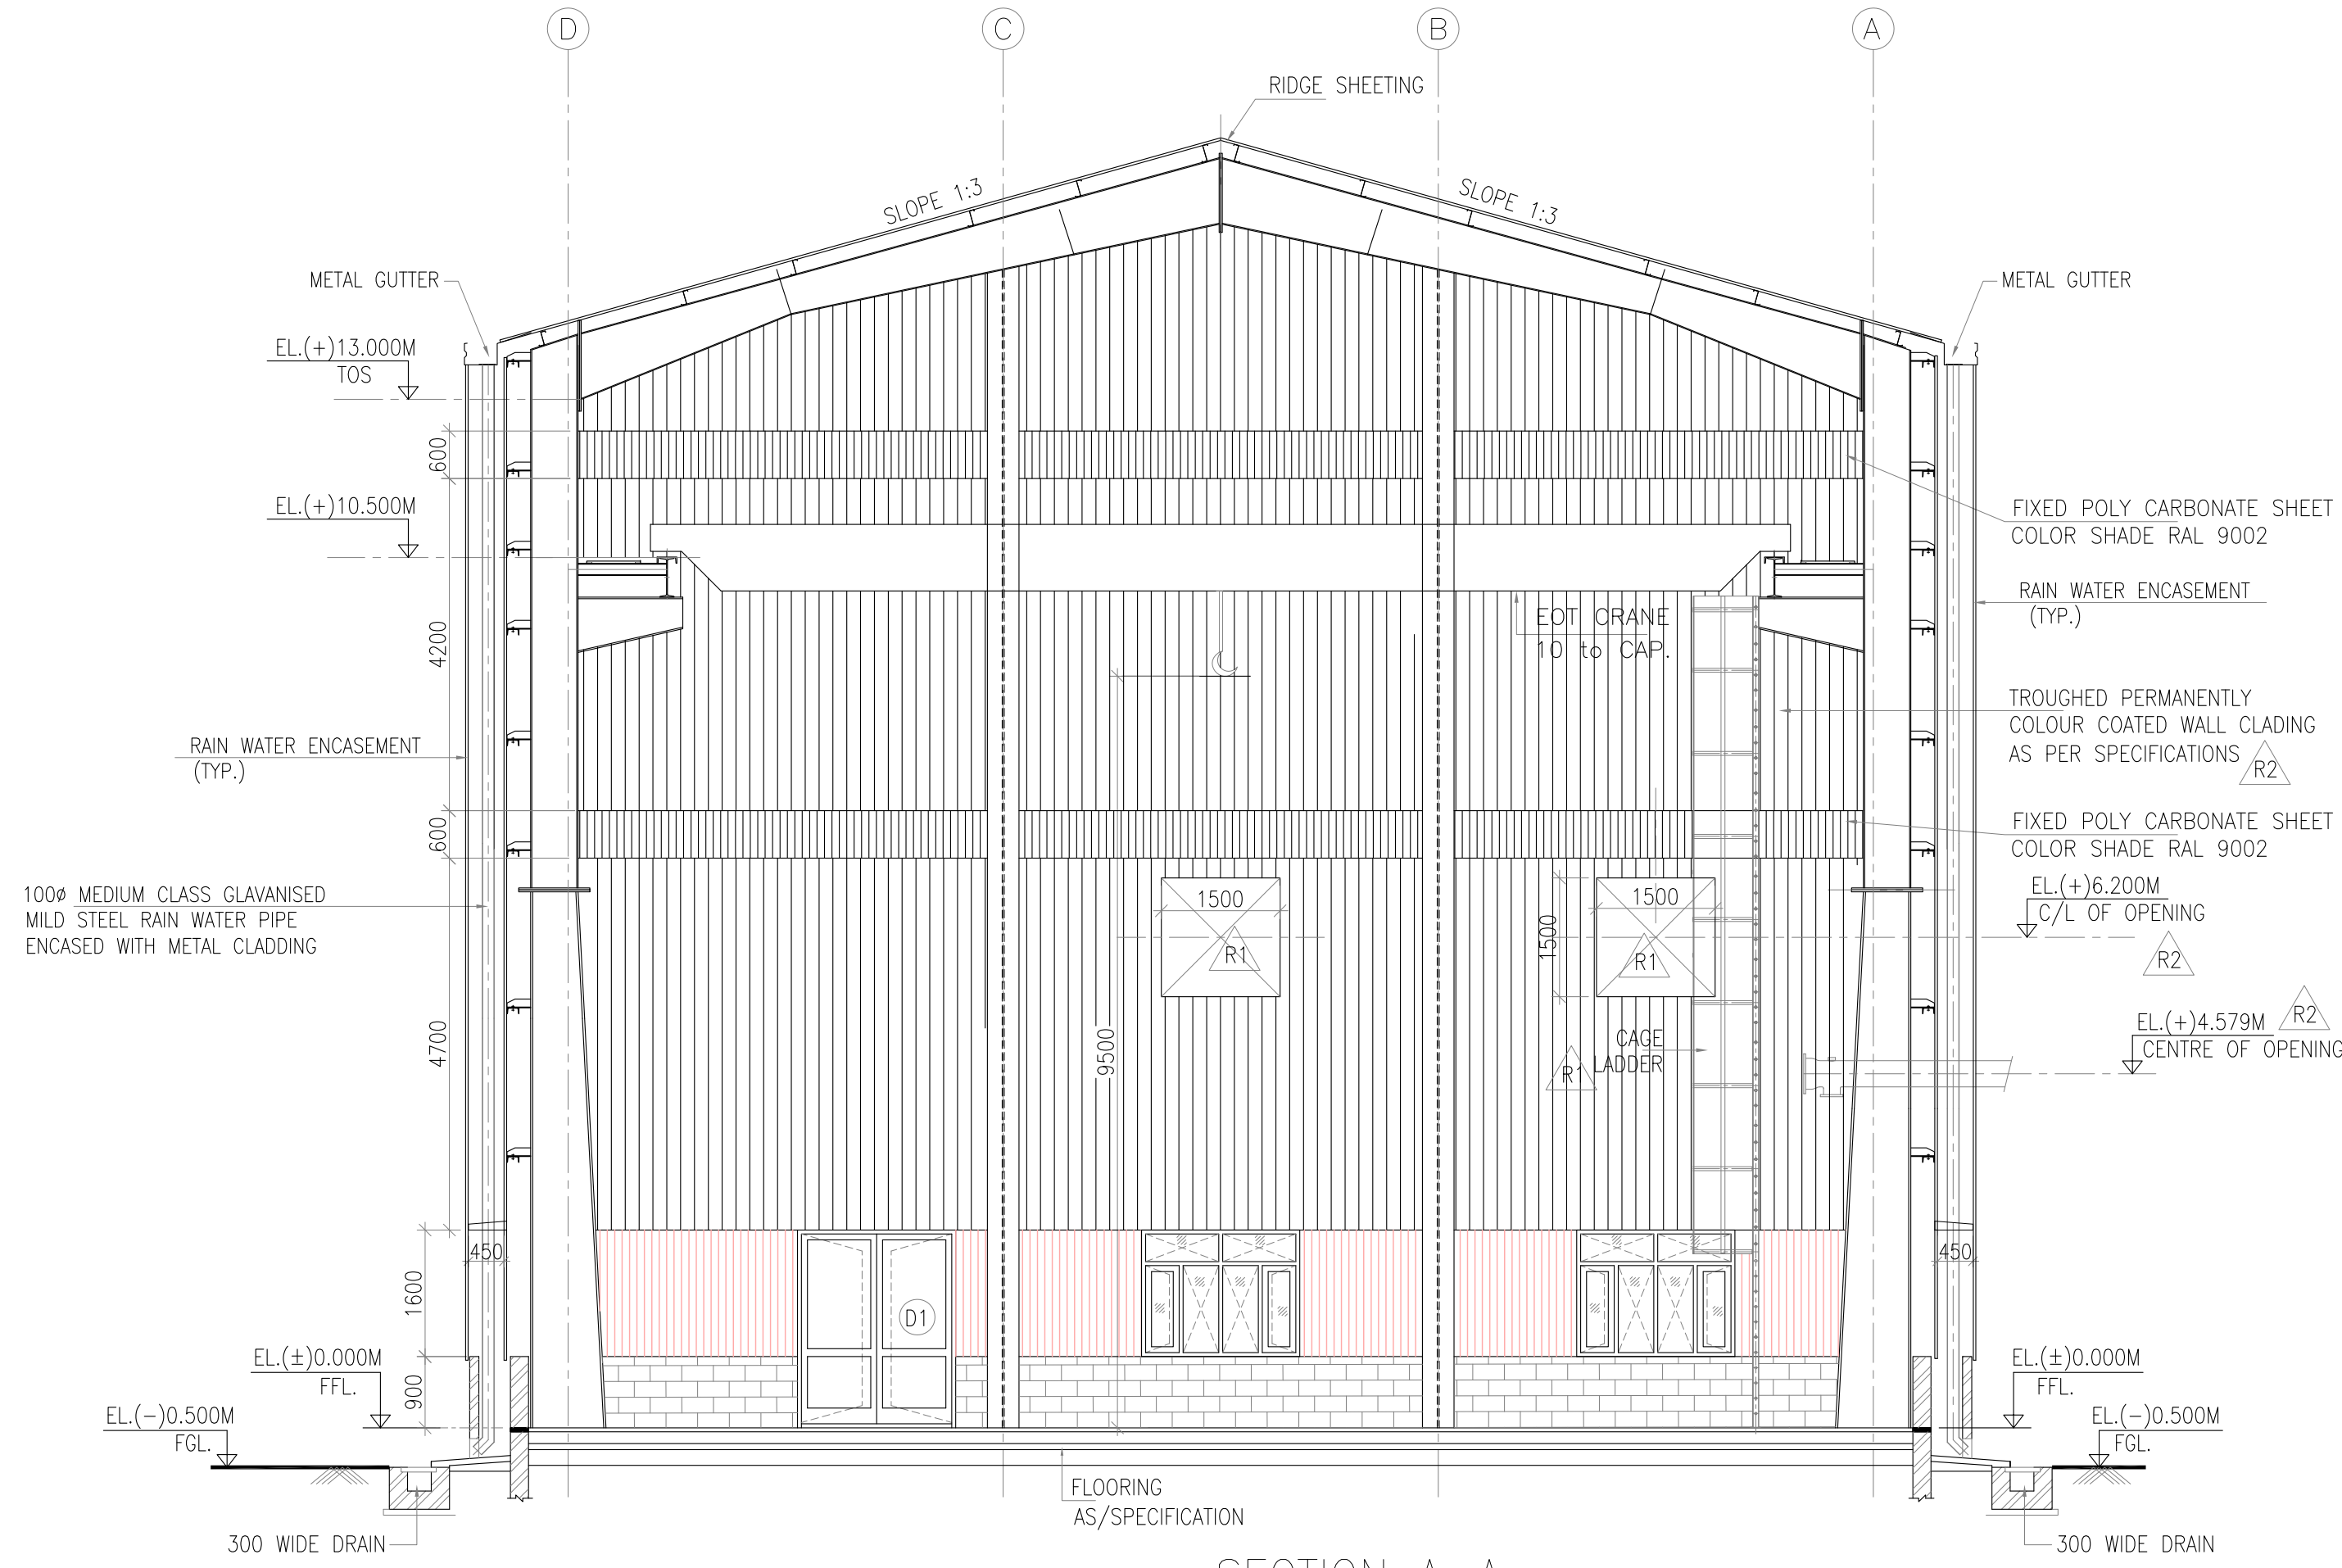 D
C
B
A
RIDGE SHEETING
SLOPE 1:3
SLOPE 1:3
METAL GUTTER
METAL GUTTER
EL.(+)13.000M
TOS
600
EL.(+)10.500M
FIXED POLY CARBONATE SHEET
COLOR SHADE RAL 9002
RAIN WATER ENCASEMENT
(TYP.)
EOT CRANE
10 to CAP.
4200
TROUGHED PERMANENTLY
COLOUR COATED WALL CLADING
AS PER SPECIFICATIONS
R2
RAIN WATER ENCASEMENT
(TYP.)
600
FIXED POLY CARBONATE SHEET
COLOR SHADE RAL 9002
100ø MEDIUM CLASS GLAVANISED
MILD STEEL RAIN WATER PIPE
ENCASED WITH METAL CLADDING
1500
R1
1500
1500
R1
EL.(+)6.200M
C/L OF OPENING
R2
4700
9500
CAGE
LADDER
R1
EL.(+)4.579M
R2
CENTRE OF OPENING
450
450
1600
D1
EL.(±)0.000M
FFL.
900
EL.(±)0.000M
FFL.
EL.(-)0.500M
FGL.
EL.(-)0.500M
FGL.
FLOORING
AS/SPECIFICATION
300 WIDE DRAIN
300 WIDE DRAIN